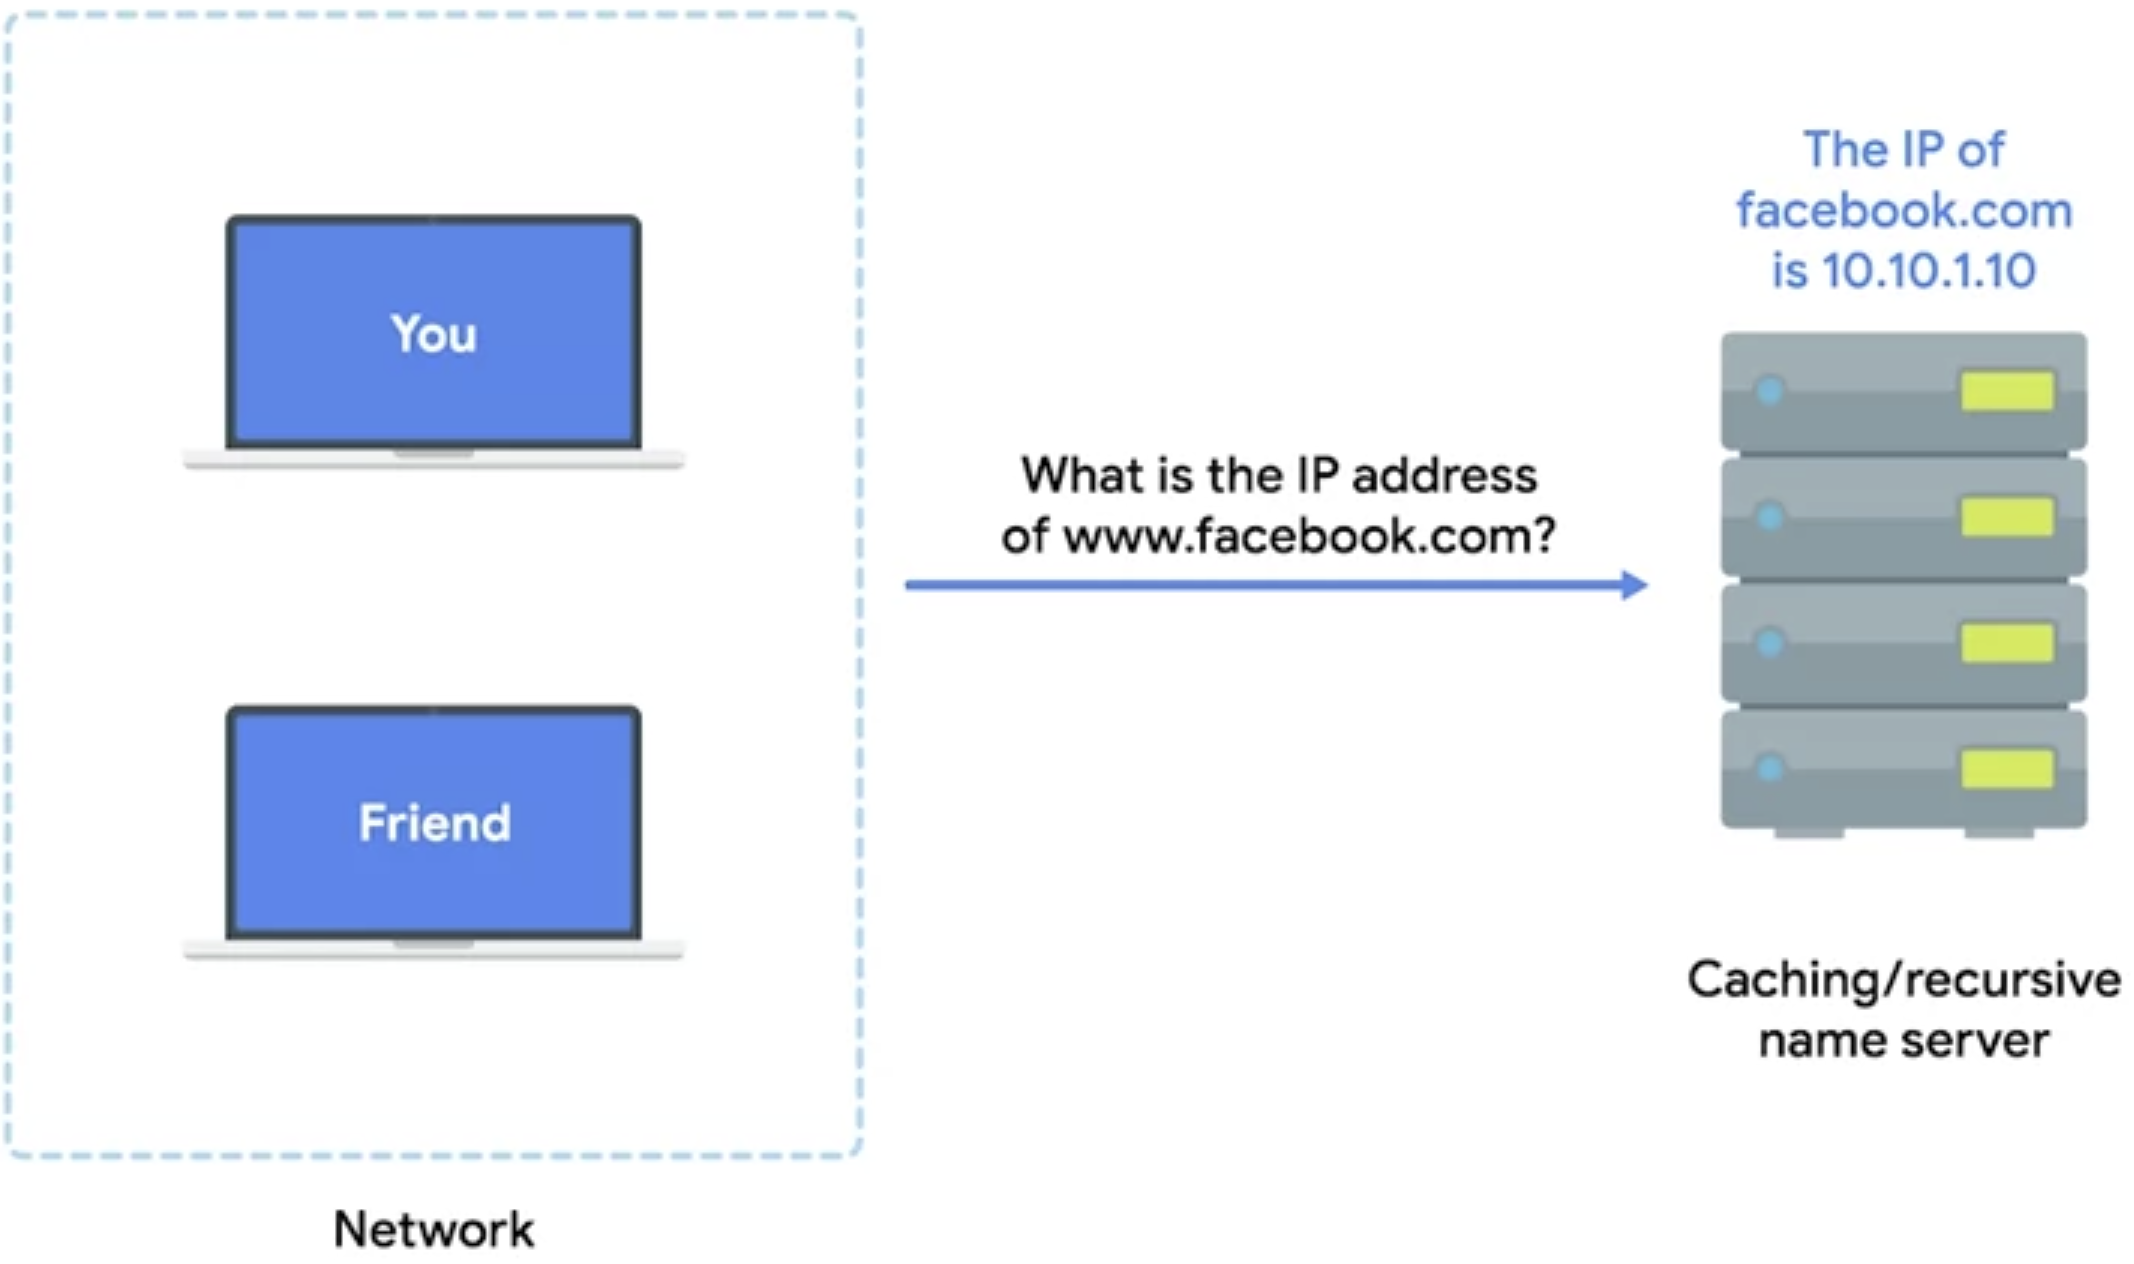 You
Friend
Network
What is the IP address
of www.facebook.com?
The IP of
facebook.com
is 10.10.1.10
Caching/recursive
name server